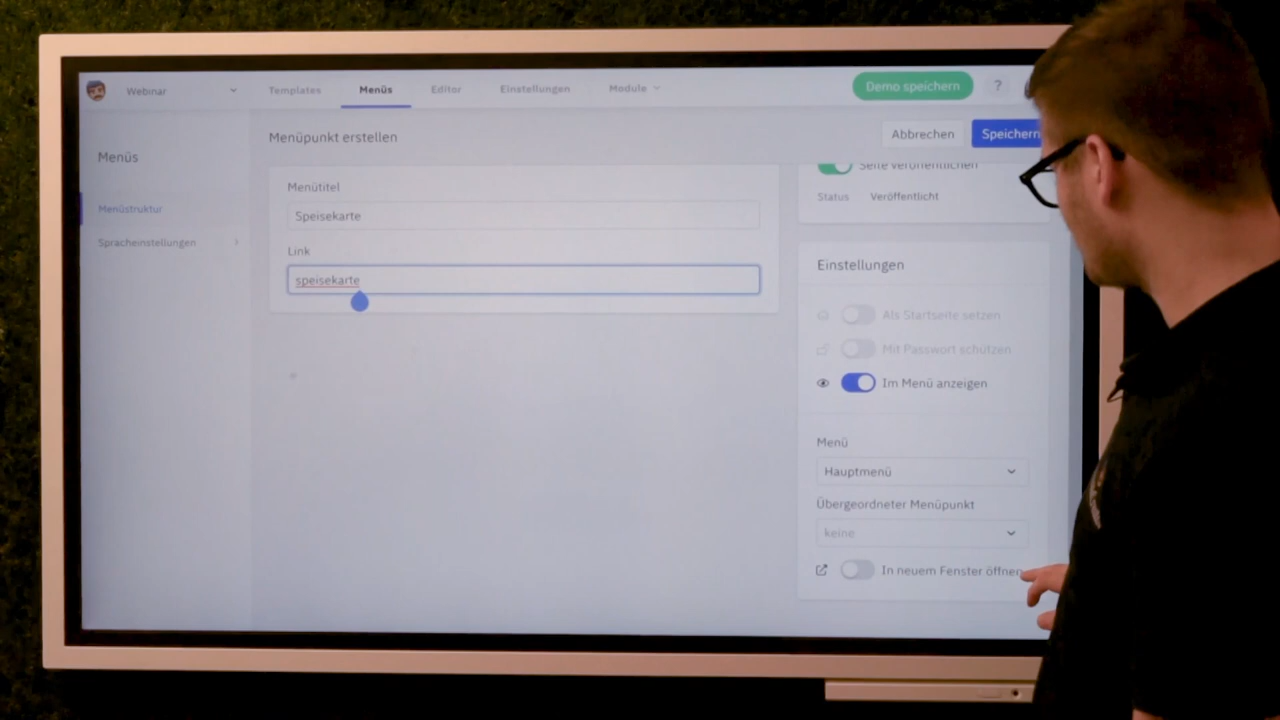 Webinar
Templates
Menüs
Editor
Einstellungen
Module
Demo speichern
?
Menüpunkt erstellen
Abbrechen
Speichern
Menüs
Menüstruktur
Spracheinstellungen
Menütitel
Speisekarte
Link
speisekarte
Seite veröffentlichen
Status Veröffentlicht
Einstellungen
Als Startseite setzen
Mit Passwort schützen
Im Menü anzeigen
Menü
Hauptmenü
Übergeordneter Menüpunkt
keine
In neuem Fenster öffnen